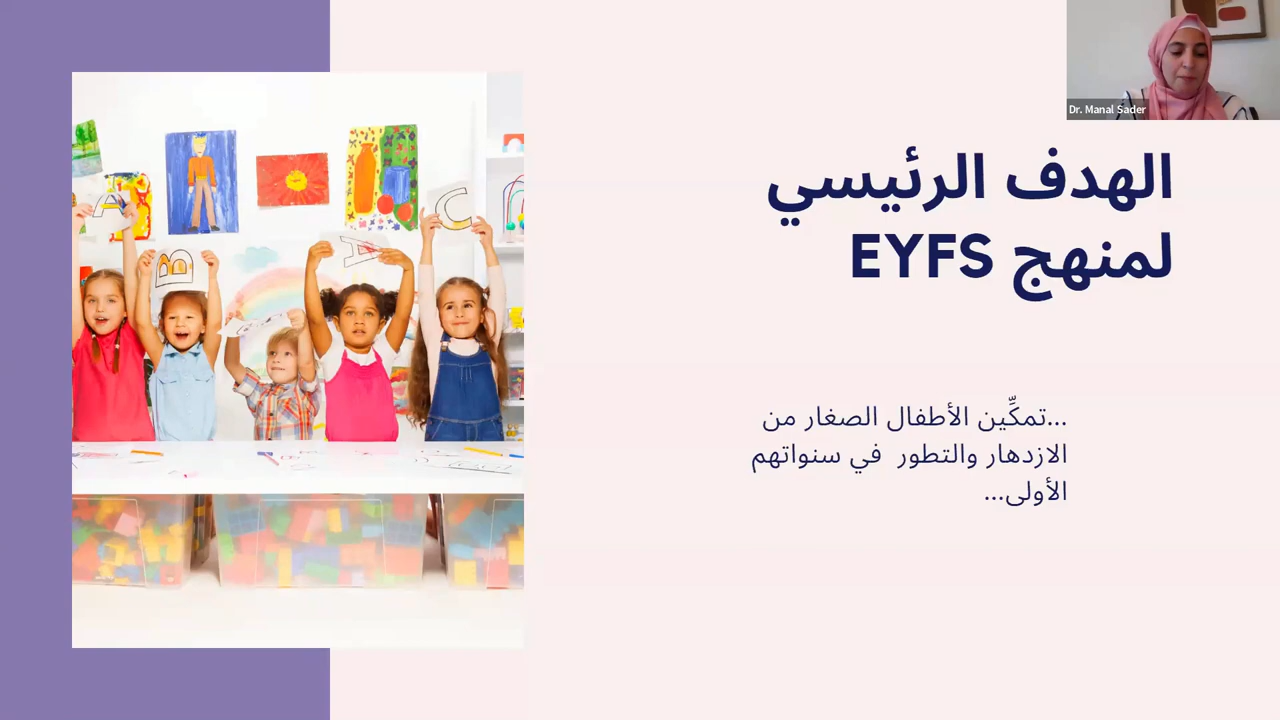 Dr. Manal Sader
الهدف الرئيسي
لمنهج EYFS
...تمكِّين الأطفال الصغار من
الازدهار والتطور في سنواتهم
الأولى...
A
B
A
C